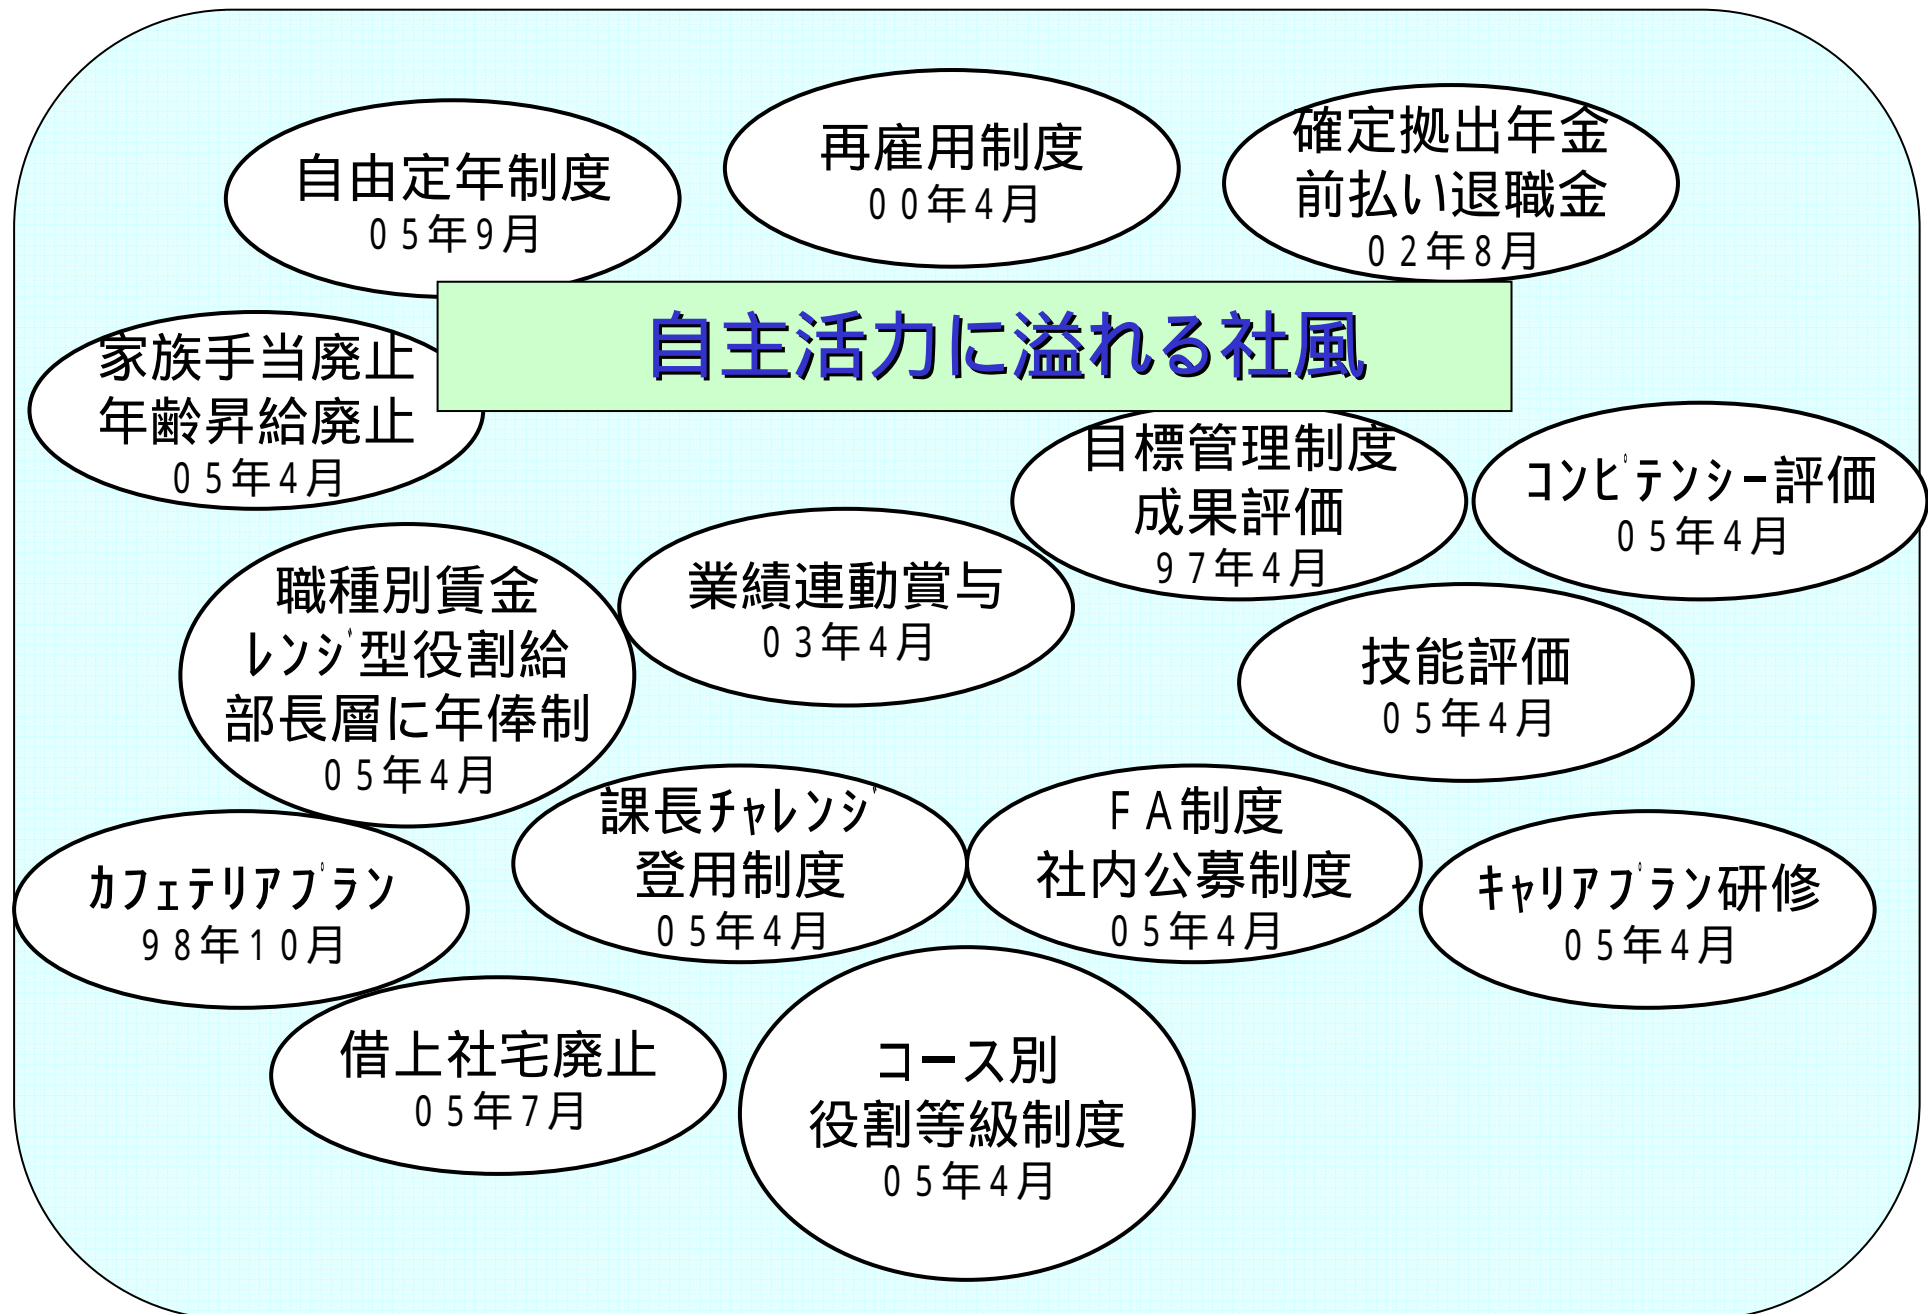 自由定年制度
05年9月
再雇用制度
00年4月
確定拠出年金
前払い退職金
02年8月
自主活力に溢れる社風
家族手当廃止
年齢昇給廃止
05年4月
目標管理制度
成果評価
97年4月
ｺﾝﾋﾟﾃﾝｼｰ評価
05年4月
職種別賃金
ﾚﾝｼﾞ型役割給
部長層に年俸制
05年4月
業績連動賞与
03年4月
技能評価
05年4月
課長ﾁｬﾚﾝｼﾞ
登用制度
05年4月
FA制度
社内公募制度
05年4月
ｶﾌｪﾃﾘｱﾌﾟﾗﾝ
98年10月
ｷｬﾘｱﾌﾟﾗﾝ研修
05年4月
借上社宅廃止
05年7月
コース別
役割等級制度
05年4月